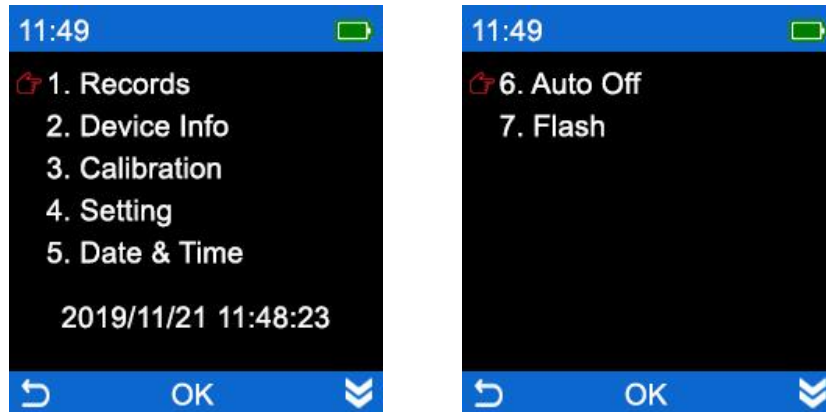 11:49
1. Records
2. Device Info
3. Calibration
4. Setting
5. Date & Time
2019/11/21 11:48:23
OK
11:49
6. Auto Off
7. Flash
OK